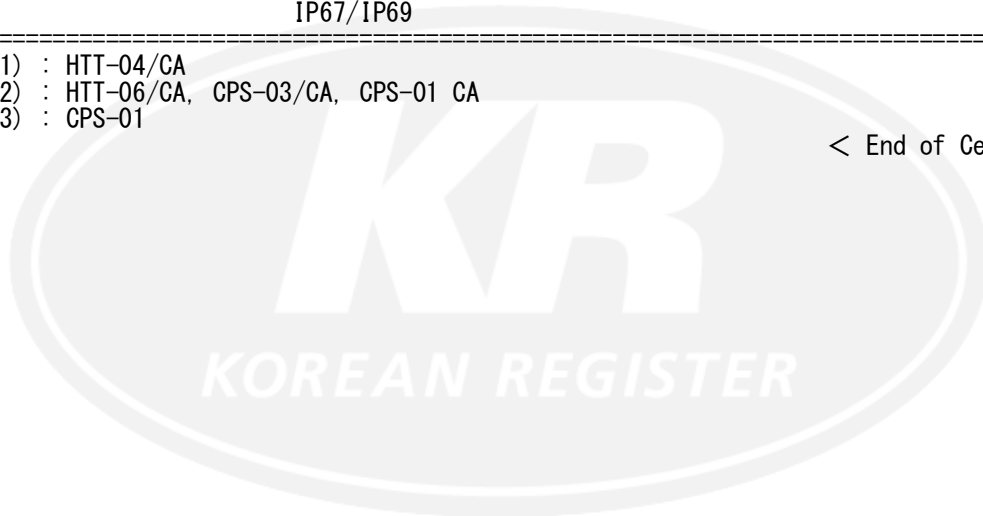 IP67/IP69
================================================================================
1) : HTT-04/CA
2) : HTT-06/CA, CPS-03/CA, CPS-01 CA
3) : CPS-01
< End of Ce
KR
KOREAN REGISTER